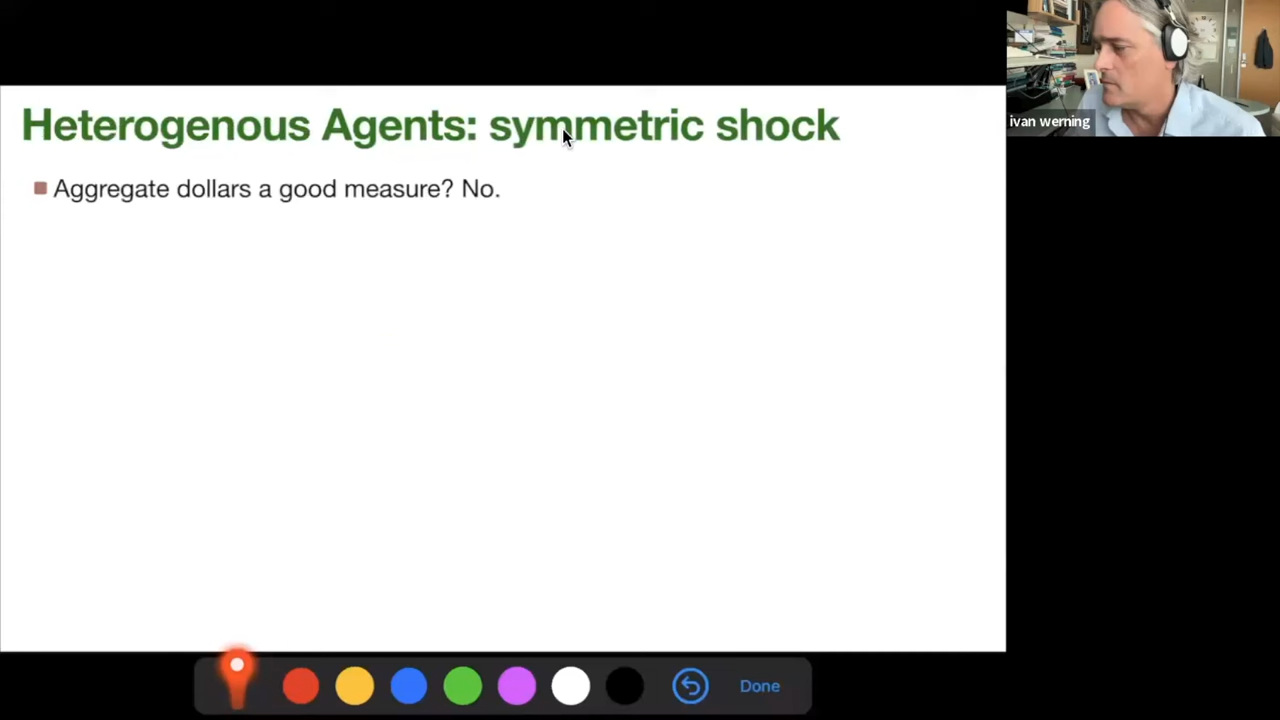 Heterogenous Agents: symmetric shock
Aggregate dollars a good measure? No.
ivan werning
Done